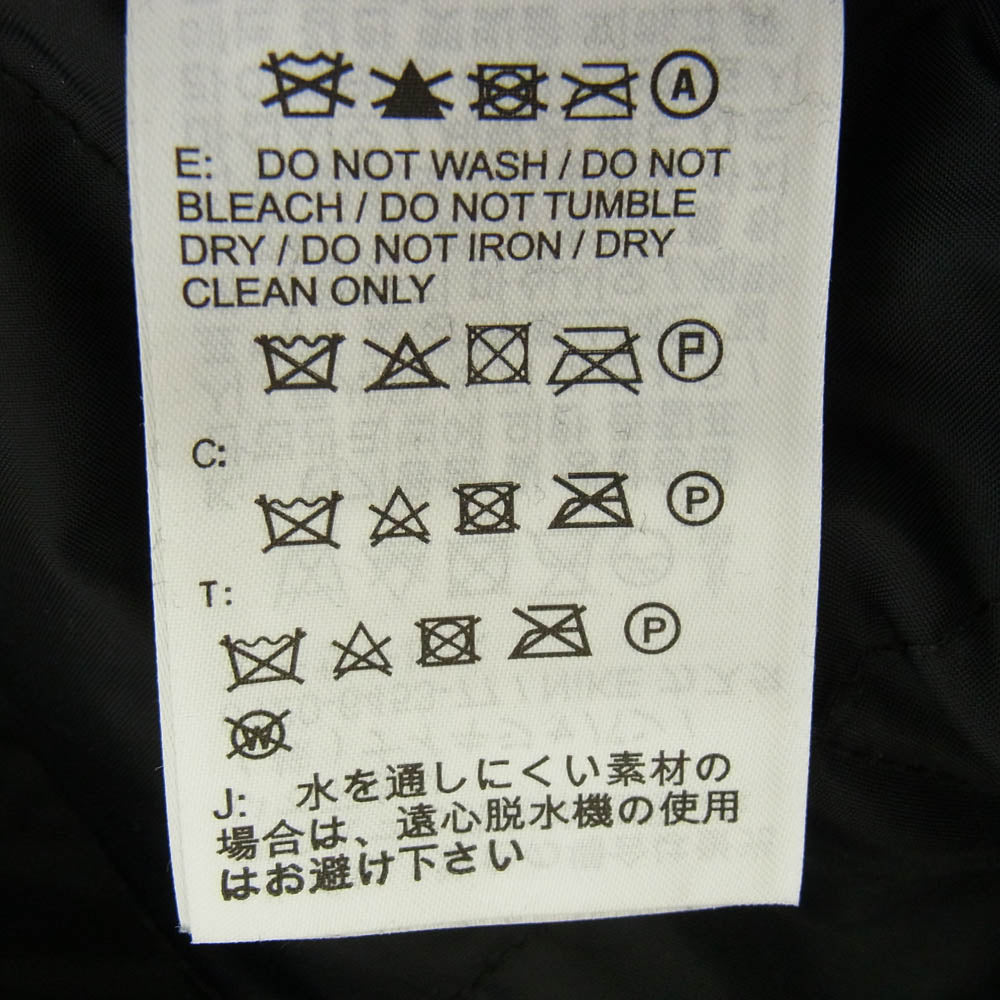 A
E: DO NOT WASH / DO NOT
BLEACH / DO NOT TUMBLE
DRY / DO NOT IRON / DRY
CLEAN ONLY
P
C:
P
T:
P
W
J: 水を通しにくい素材の
場合は、遠心脱水機の使用
はお避け下さい